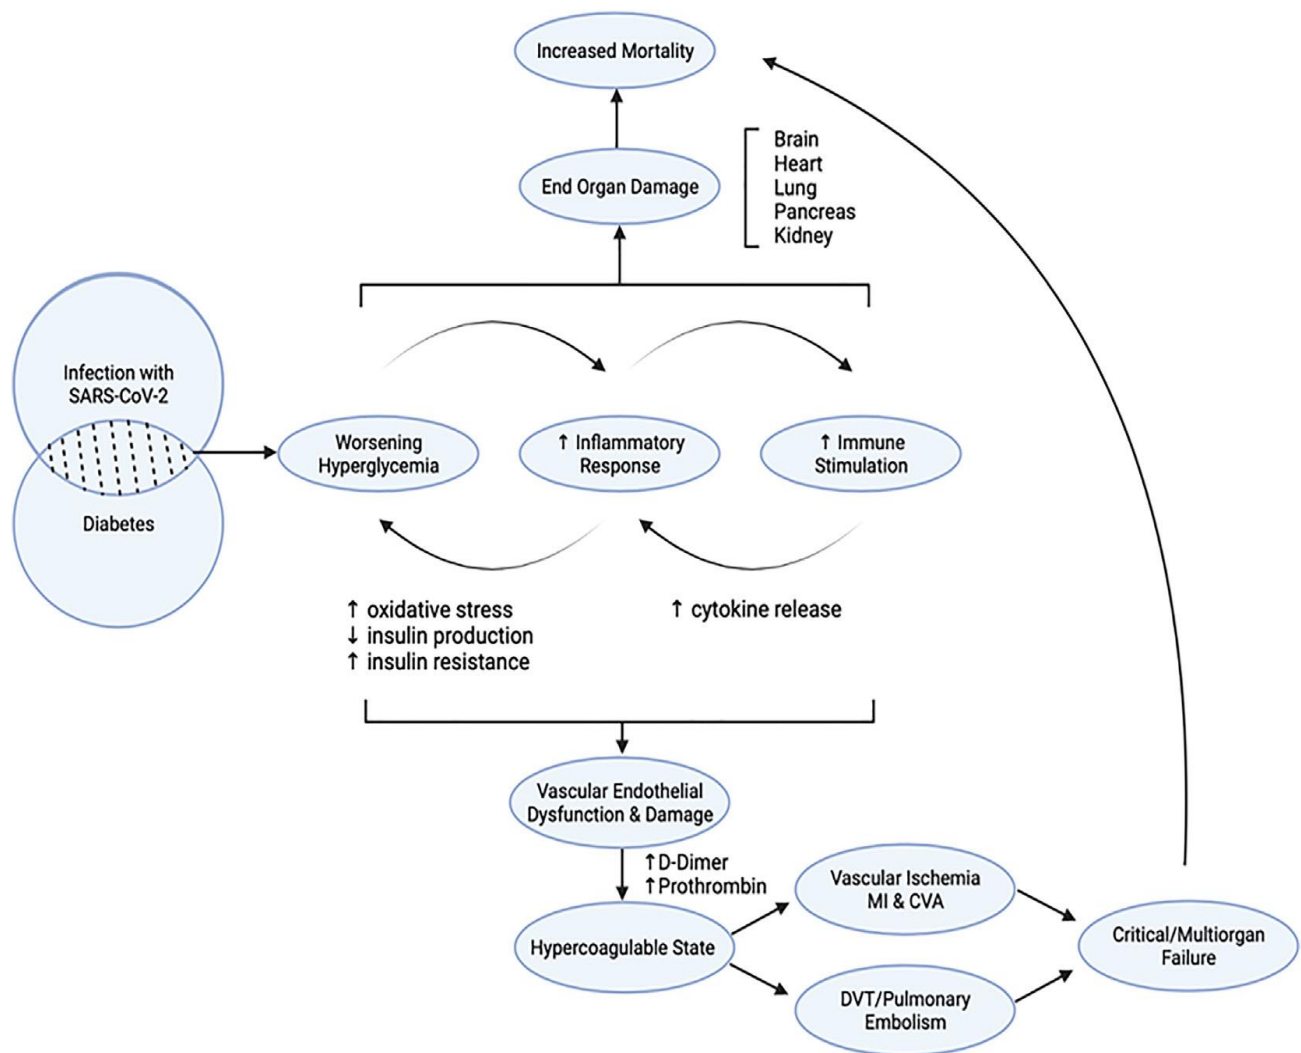 Increased Mortality
End Organ Damage
Brain
Heart
Lung
Pancreas
Kidney
Infection with
SARS-CoV-2
Diabetes
Worsening
Hyperglycemia
↑ Inflammatory
Response
↑ Immune
Stimulation
↑ oxidative stress
↓ insulin production
↑ insulin resistance
↑ cytokine release
Vascular Endothelial
Dysfunction & Damage
↑D-Dimer
↑Prothrombin
Hypercoagulable State
Vascular Ischemia
MI & CVA
DVT/Pulmonary
Embolism
Critical/Multiorgan
Failure